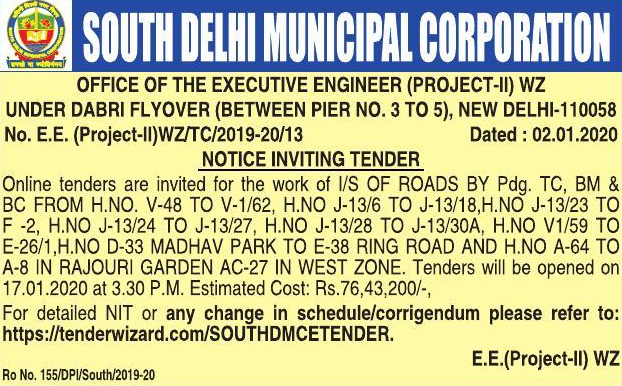 SOUTH DELHI MUNICIPAL CORPORATION
OFFICE OF THE EXECUTIVE ENGINEER (PROJECT-II) WZ
UNDER DABRI FLYOVER (BETWEEN PIER NO. 3 TO 5), NEW DELHI-110058
No. E.E. (Project-II)WZ/TC/2019-20/13 Dated : 02.01.2020
NOTICE INVITING TENDER
Online tenders are invited for the work of I/S OF ROADS BY Pdg. TC, BM &
BC FROM H.NO. V-48 TO V-1/62, H.NO J-13/6 TO J-13/18,H.NO J-13/23 TO
F -2, H.NO J-13/24 TO J-13/27, H.NO J-13/28 TO J-13/30A, H.NO V1/59 TO
E-26/1,H.NO D-33 MADHAV PARK TO E-38 RING ROAD AND H.NO A-64 TO
A-8 IN RAJOURI GARDEN AC-27 IN WEST ZONE. Tenders will be opened on
17.01.2020 at 3.30 P.M. Estimated Cost: Rs.76,43,200/-,
For detailed NIT or any change in schedule/corrigendum please refer to:
https://tenderwizard.com/SOUTHDMCETENDER.
E.E.(Project-II) WZ
Ro No. 155/DPI/South/2019-20